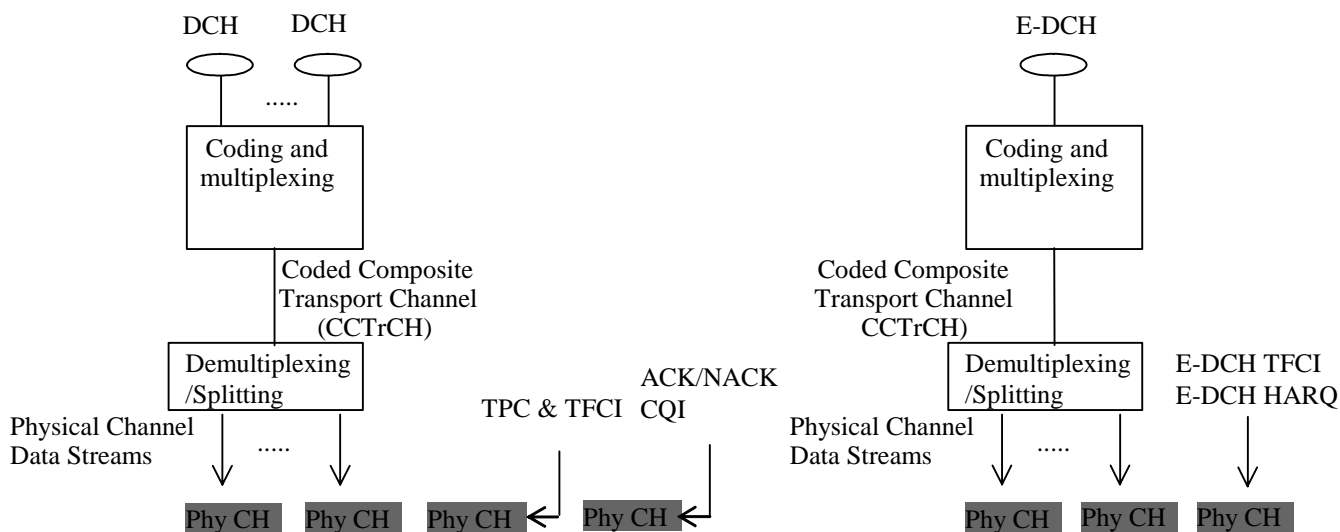 DCH
DCH
.....
Coding and
multiplexing
Coded Composite
Transport Channel
(CCTrCH)
Demultiplexing
/Splitting
Physical Channel
Data Streams
.....
TPC & TFCI
ACK/NACK
CQI
Phy CH
Phy CH
Phy CH
Phy CH
E-DCH
Coding and
multiplexing
Coded Composite
Transport Channel
CCTrCH)
Demultiplexing
/Splitting
E-DCH TFCI
E-DCH HARQ
Physical Channel
Data Streams
.....
Phy CH
Phy CH
Phy CH